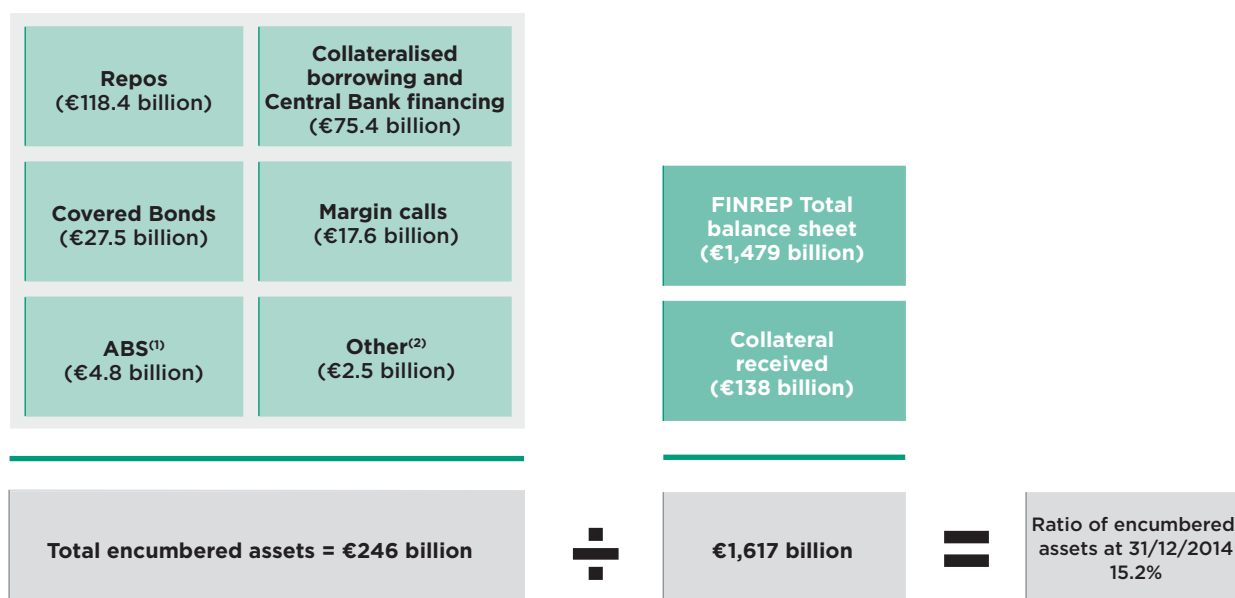 Repos
(€118.4 billion)
Collateralised
borrowing and
Central Bank financing
(€75.4 billion)
Covered Bonds
(€27.5 billion)
Margin calls
(€17.6 billion)
ABS(1)
(€4.8 billion)
Other(2)
(€2.5 billion)
FINREP Total
balance sheet
(€1,479 billion)
Collateral
received
(€138 billion)
Total encumbered assets = €246 billion
÷
€1,617 billion
=
Ratio of encumbered
assets at 31/12/2014
15.2%